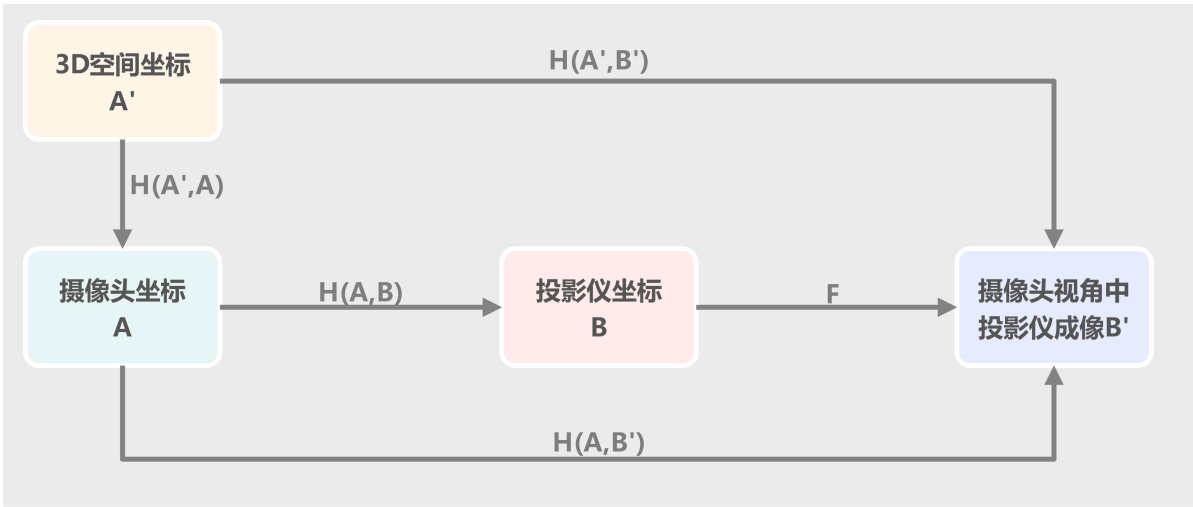 3D空间坐标
A'
H(A',B')
H(A',A)
摄像头坐标
A
H(A,B)
投影仪坐标
B
F
摄像头视角中
投影仪成像B'
H(A,B')